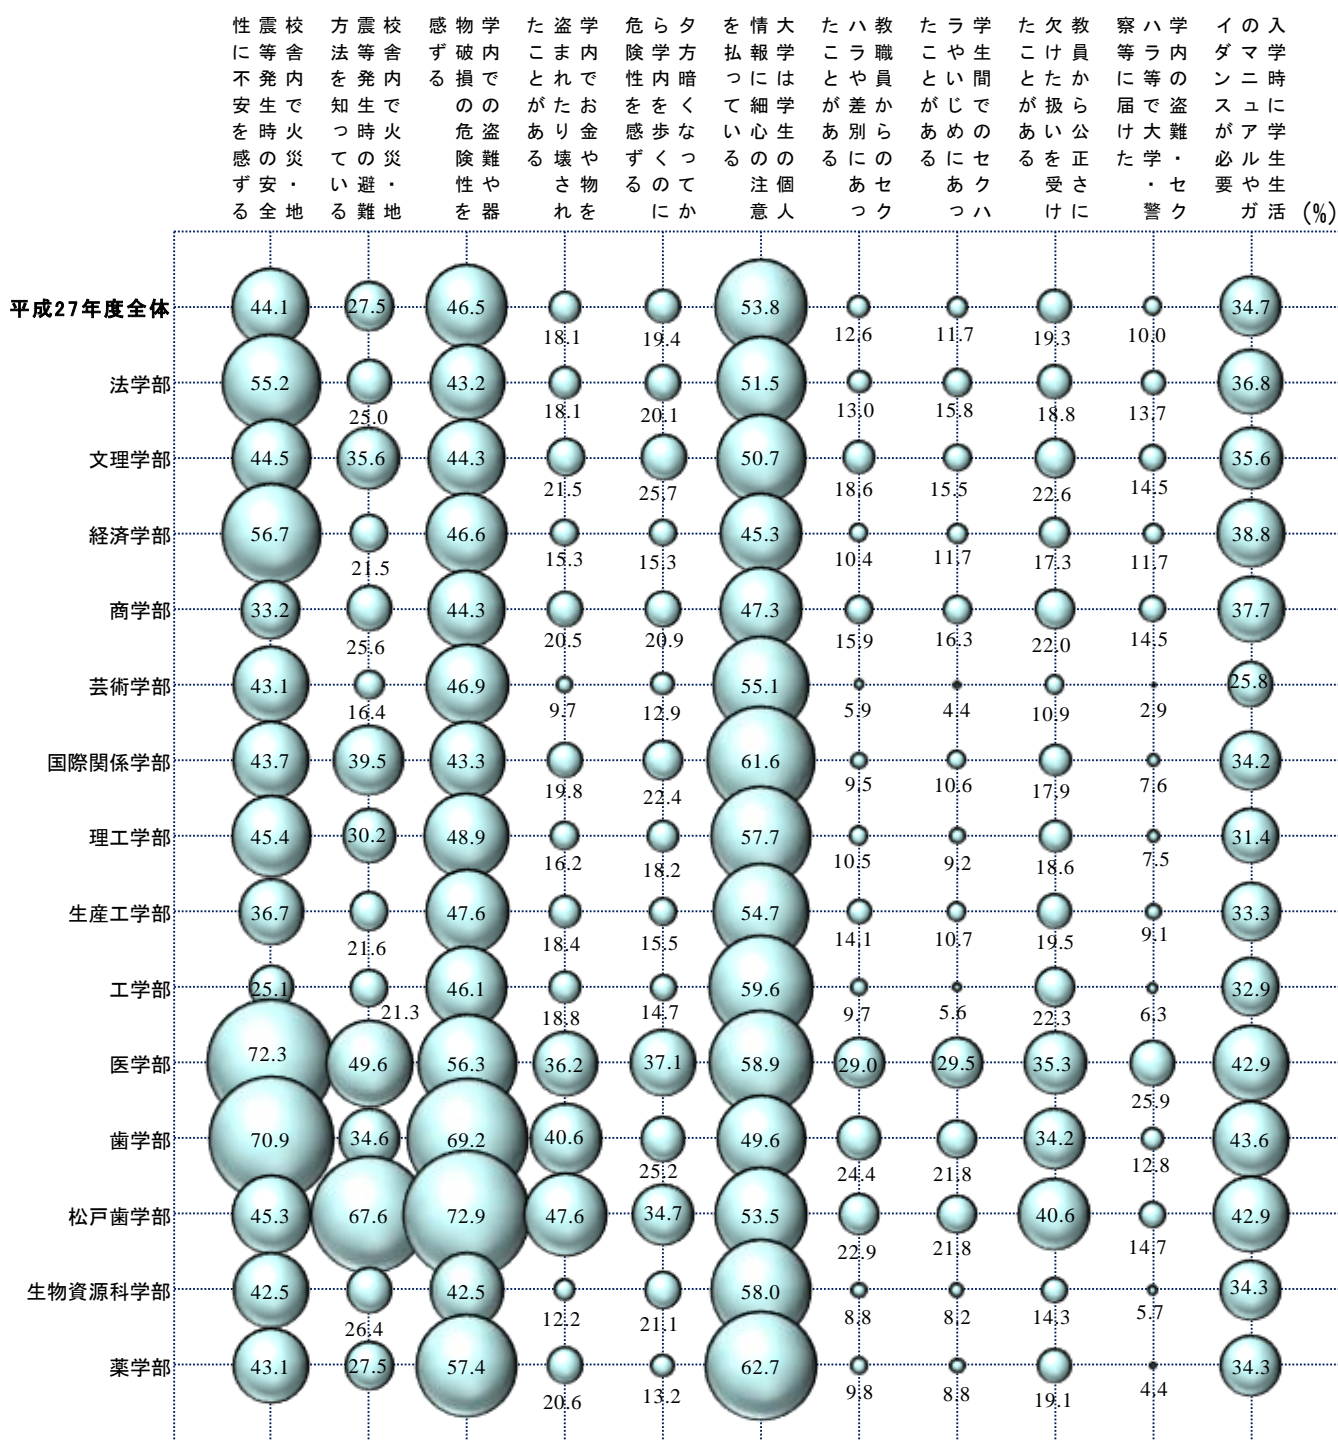 校舎内で火災・地
震等発生時の安全
性に不安を感ずる
校舎内で火災・地
震等発生時の避難
方法を知っている
学内での盗難や器
物破損の危険性を
感ずる
学内でお金や物を
盗まれたり壊され
たことがある
夕方暗くなってか
ら学内を歩くのに
危険性を感ずる
大学は学生の個人
情報に細心の注意
を払っている
教職員からのセク
ハラや差別にあっ
たことがある
学生間でのセクハ
ラやいじめにあっ
たことがある
教員から公正さに
欠けた扱いを受け
たことがある
学内の盗難・セク
ハラ等で大学・警
察等に届けた
入学時に学生生活
のマニュアルやガ
イダンスが必要
(%)
平成27年度全体 44.1 27.5 46.5 18.1 19.4 53.8 12.6 11.7 19.3 10.0 34.7
法学部 55.2 25.0 43.2 18.1 20.1 51.5 13.0 15.8 18.8 13.7 36.8
文理学部 44.5 35.6 44.3 21.5 25.7 50.7 18.6 15.5 22.6 14.5 35.6
経済学部 56.7 21.5 46.6 15.3 15.3 45.3 10.4 11.7 17.3 11.7 38.8
商学部 33.2 25.6 44.3 20.5 20.9 47.3 15.9 16.3 22.0 14.5 37.7
芸術学部 43.1 16.4 46.9 9.7 12.9 55.1 5.9 4.4 10.9 2.9 25.8
国際関係学部 43.7 39.5 43.3 19.8 22.4 61.6 9.5 10.6 17.9 7.6 34.2
理工学部 45.4 30.2 48.9 16.2 18.2 57.7 10.5 9.2 18.6 7.5 31.4
生産工学部 36.7 21.6 47.6 18.4 15.5 54.7 14.1 10.7 19.5 9.1 33.3
工学部 25.1 21.3 46.1 18.8 14.7 59.6 9.7 5.6 22.3 6.3 32.9
医学部 72.3 49.6 56.3 36.2 37.1 58.9 29.0 29.5 35.3 25.9 42.9
歯学部 70.9 34.6 69.2 40.6 25.2 49.6 24.4 21.8 34.2 12.8 43.6
松戸歯学部 45.3 67.6 72.9 47.6 34.7 53.5 22.9 21.8 40.6 14.7 42.9
生物資源科学部 42.5 26.4 42.5 12.2 21.1 58.0 8.8 8.2 14.3 5.7 34.3
薬学部 43.1 27.5 57.4 20.6 13.2 62.7 9.8 8.8 19.1 4.4 34.3